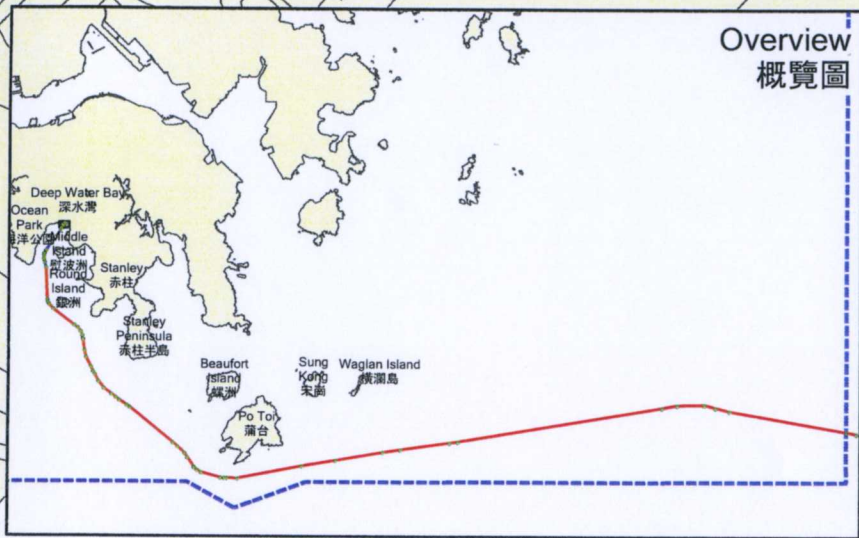 Overview
概覽圖
Deep Water Bay
深水灣
Ocean
Park
海洋公園
Middle
Island
熨波洲
Round
Island
銀洲
Stanley
赤柱
Stanley
Peninsula
赤柱半島
Beaufort
Island
螺洲
Po Toi
蒲台
Sung
Kong
宋崗
Waglan Island
橫瀾島